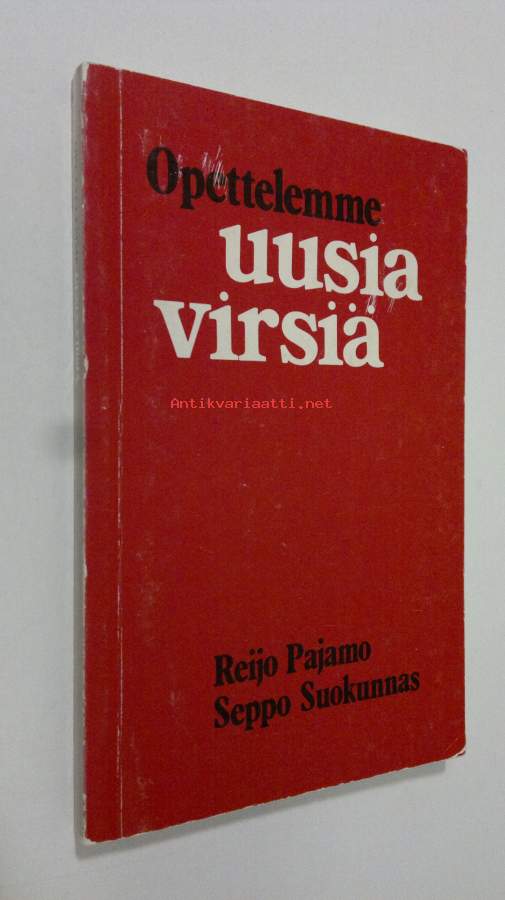 Opettelemme
uusia
virsiä
Antikvariaatti.net
Reijo Pajamo
Seppo Suokunnas